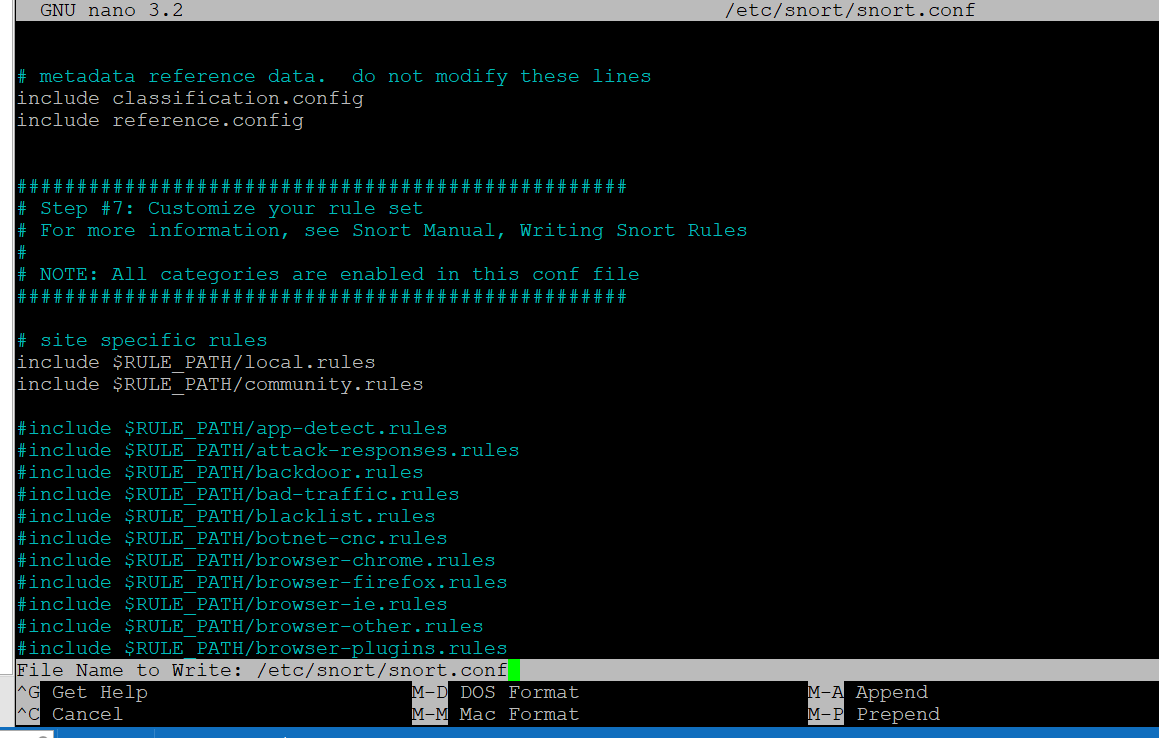 GNU nano 3.2 /etc/snort/snort.conf
# metadata reference data.  do not modify these lines
include classification.config
include reference.config
###################################################
# Step #7: Customize your rule set
# For more information, see Snort Manual, Writing Snort Rules
#
# NOTE: All categories are enabled in this conf file
###################################################
# site specific rules
include $RULE_PATH/local.rules
include $RULE_PATH/community.rules
#include $RULE_PATH/app-detect.rules
#include $RULE_PATH/attack-responses.rules
#include $RULE_PATH/backdoor.rules
#include $RULE_PATH/bad-traffic.rules
#include $RULE_PATH/blacklist.rules
#include $RULE_PATH/botnet-cnc.rules
#include $RULE_PATH/browser-chrome.rules
#include $RULE_PATH/browser-firefox.rules
#include $RULE_PATH/browser-ie.rules
#include $RULE_PATH/browser-other.rules
#include $RULE_PATH/browser-plugins.rules
File Name to Write: /etc/snort/snort.conf
^G Get Help M-D DOS Format M-A Append
^C Cancel M-M Mac Format M-P Prepend